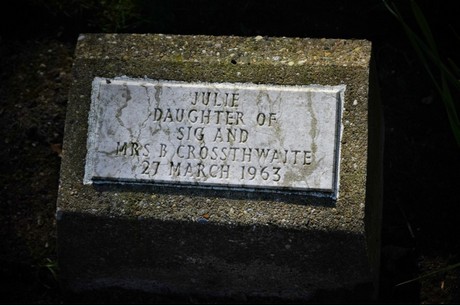 JULIE
DAUGHTER OF
SIG AND
MRS B CROSSTHWAITE
27 MARCH 1963